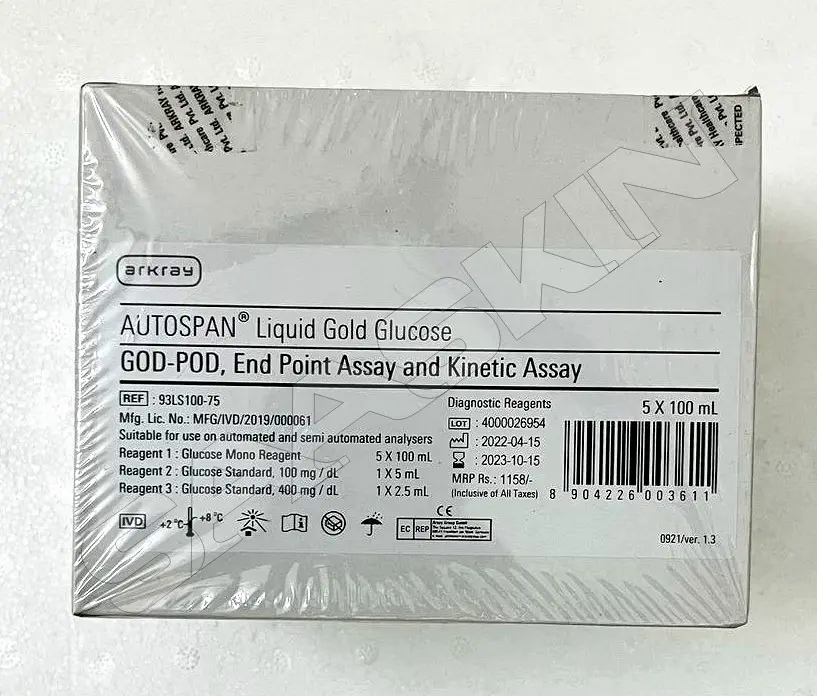 arkray
AUTOSPAN® Liquid Gold Glucose
GOD-POD, End Point Assay and Kinetic Assay
REF : 93LS100-75
Mfg. Lic. No.: MFG/IVD/2019/000061
Suitable for use on automated and semi automated analysers
Reagent 1 : Glucose Mono Reagent 5 X 100 mL
Reagent 2 : Glucose Standard, 100 mg / dL 1 X 5 mL
Reagent 3 : Glucose Standard, 400 mg / dL 1 X 2.5 mL
Diagnostic Reagents
LOT : 4000026954
: 2022-04-15
: 2023-10-15
MRP Rs.: 1158/-
(Inclusive of All Taxes)
5 X 100 mL
8 904226 003611
IVD +2 °C +8 °C
CE
EC REP
0921/ver. 1.3
SKASKIN